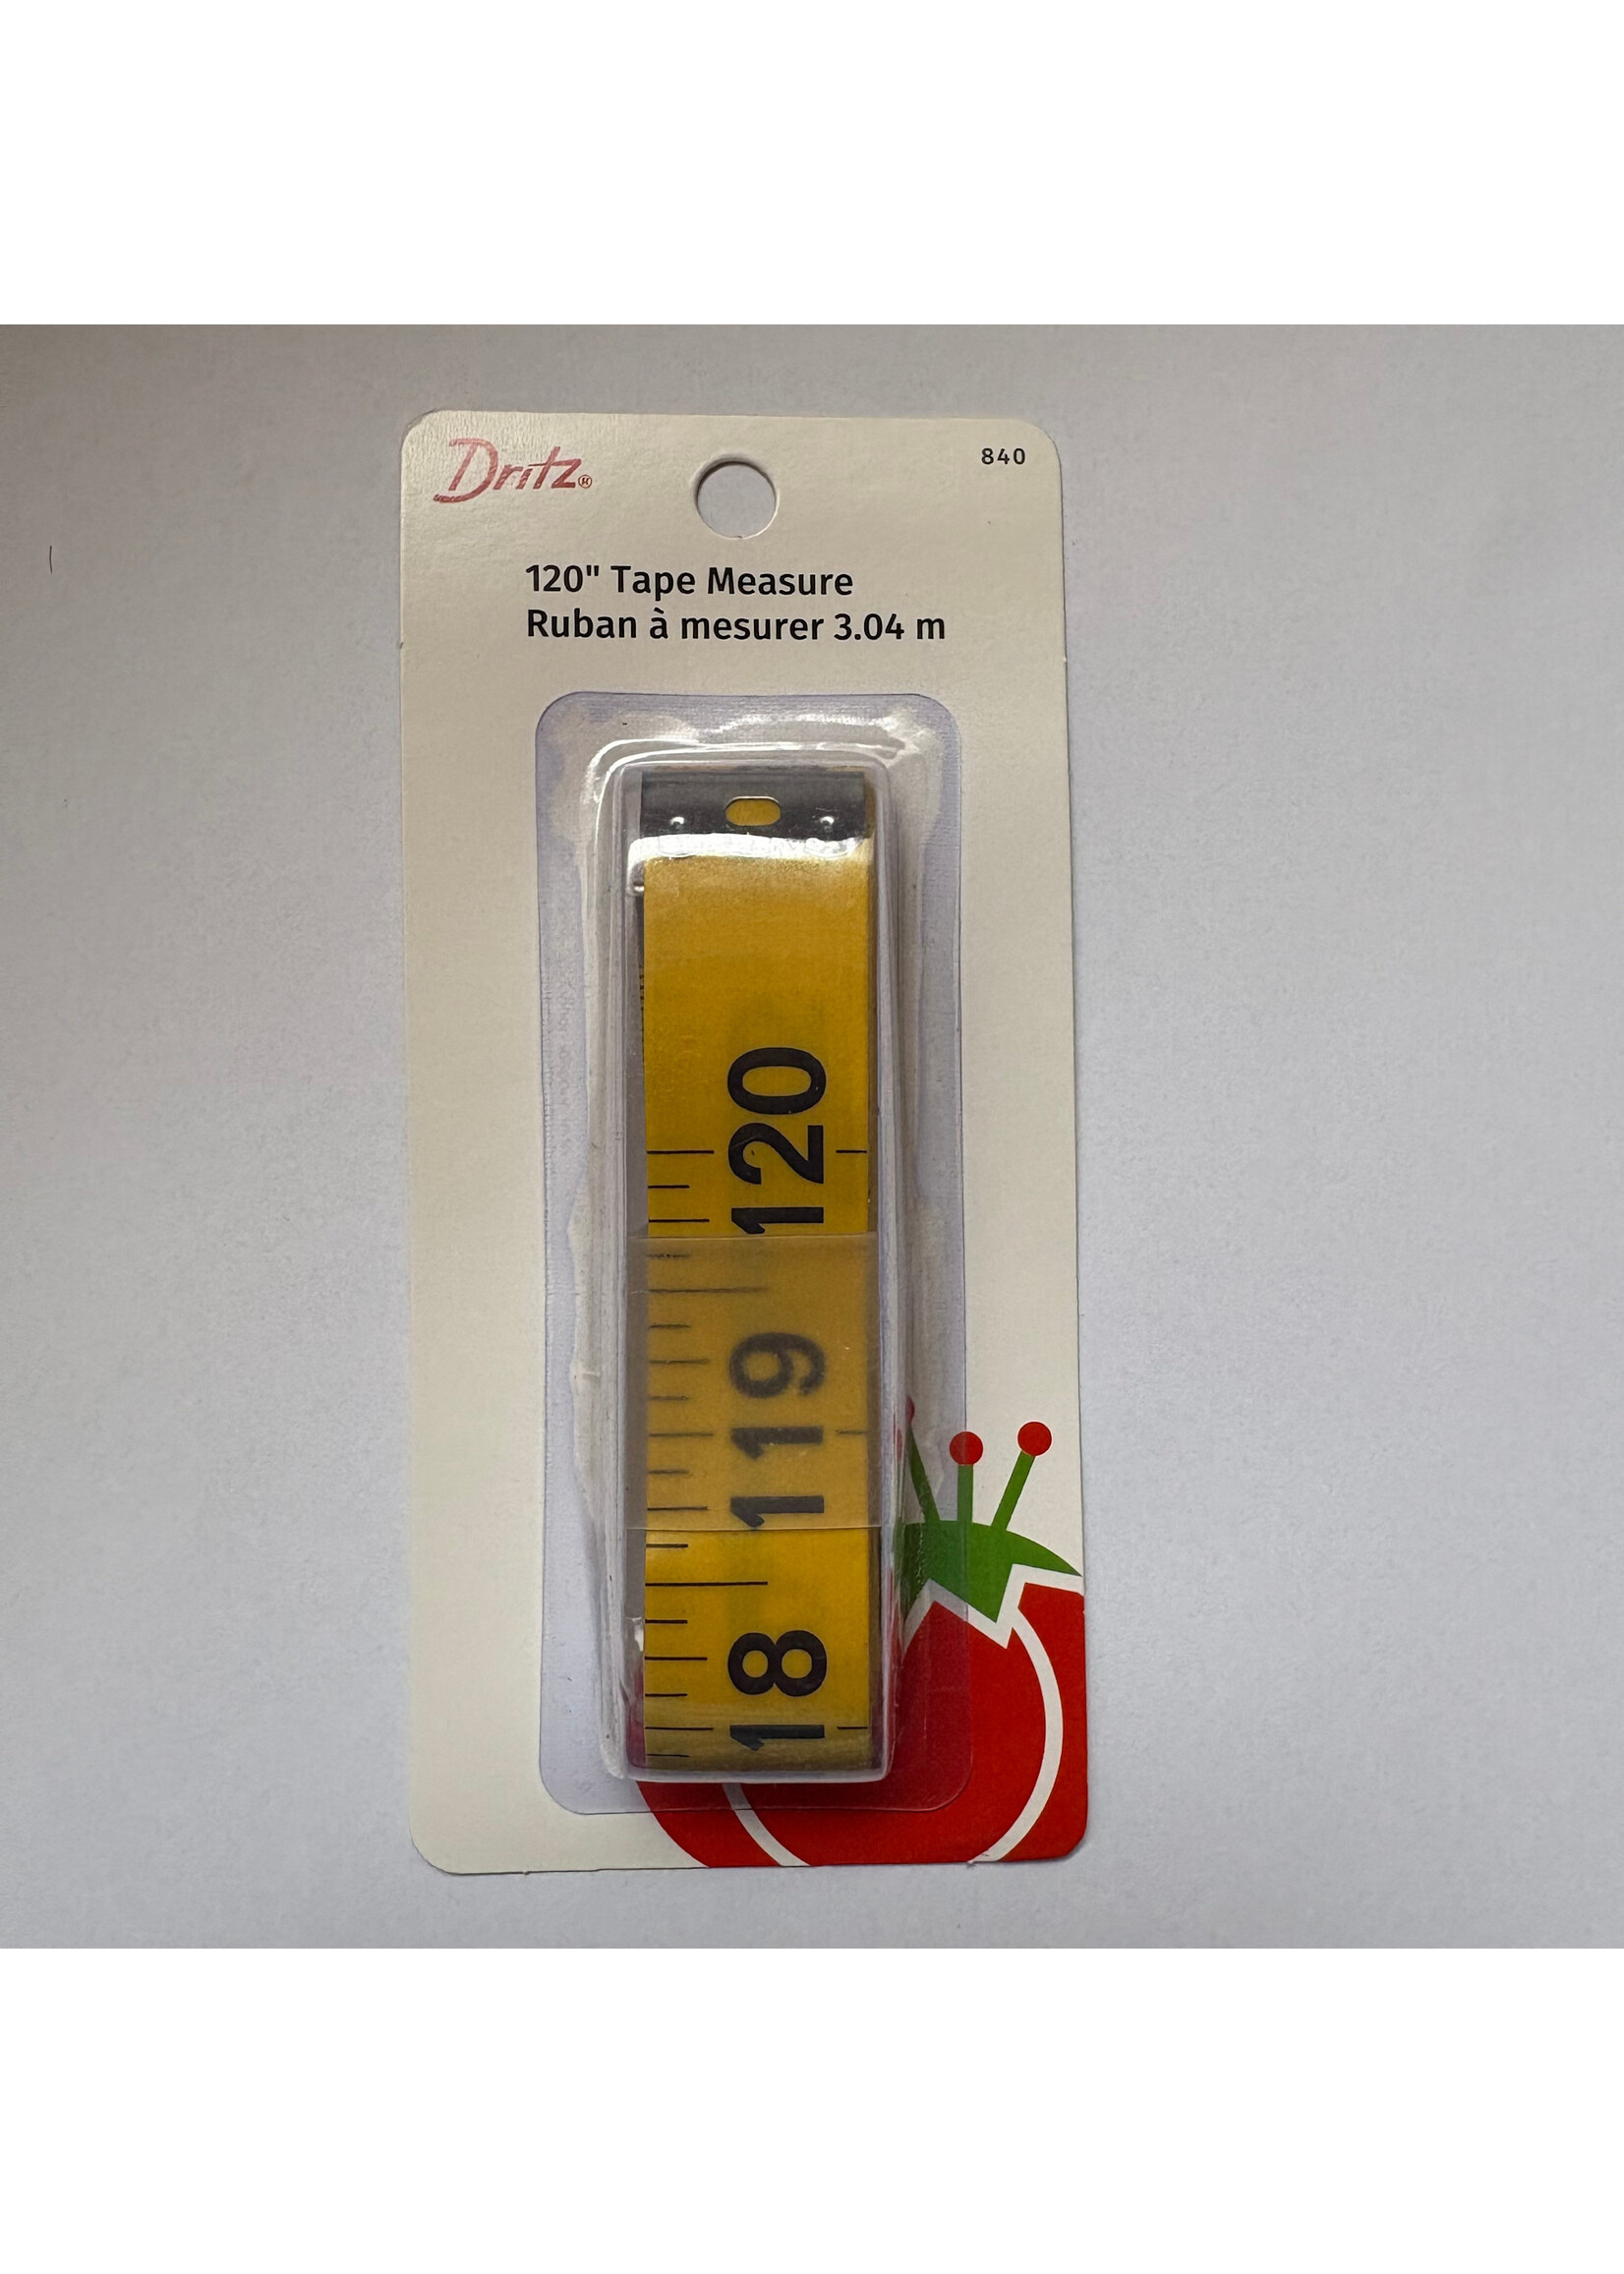 Dritz®
840
120" Tape Measure
Ruban à mesurer 3.04 m
120
119
18